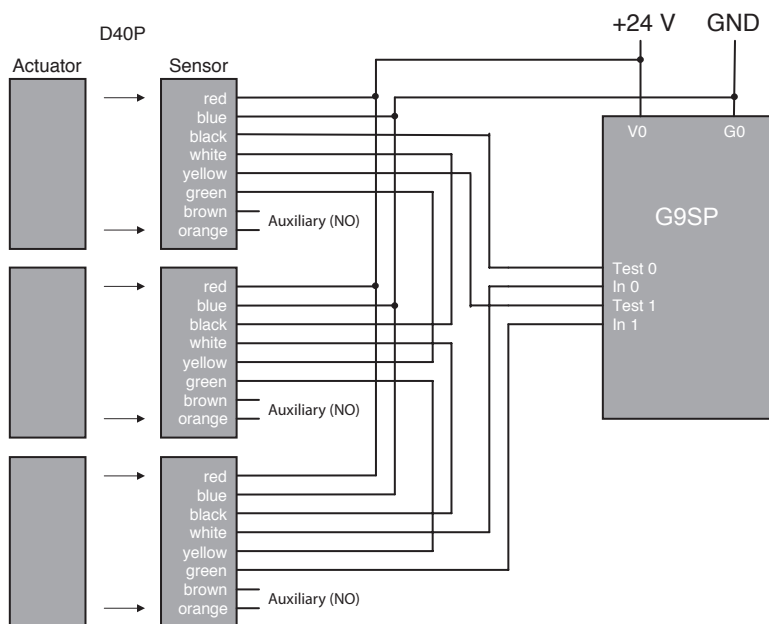 +24 V GND
D40P
Actuator Sensor
red
blue
black
white
yellow
green
brown
orange
Auxiliary (NO)
V0 G0
G9SP
Test 0
In 0
Test 1
In 1
red
blue
black
white
yellow
green
brown
orange
Auxiliary (NO)
red
blue
black
white
yellow
green
brown
orange
Auxiliary (NO)